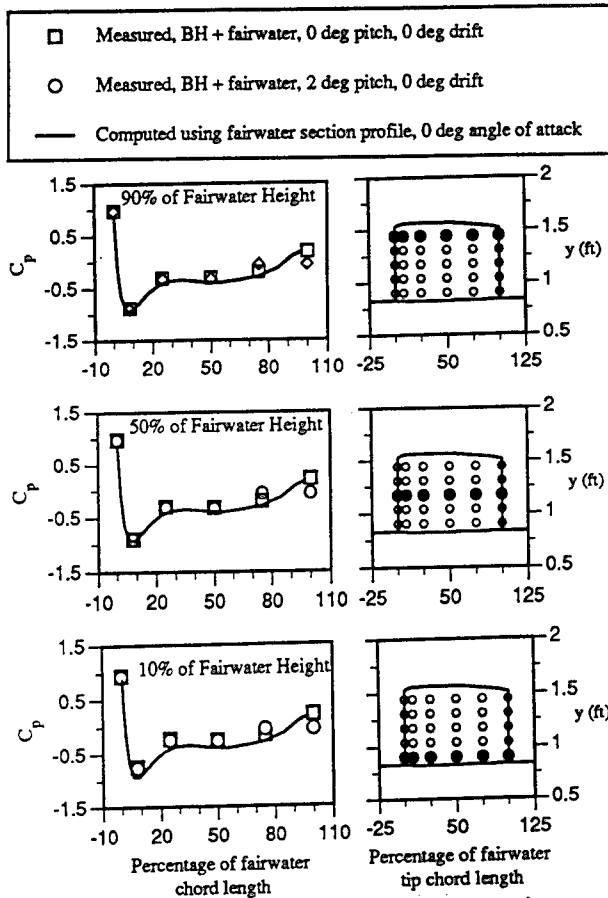 Measured, BH + fairwater, 0 deg pitch, 0 deg drift
Measured, BH + fairwater, 2 deg pitch, 0 deg drift
Computed using fairwater section profile, 0 deg angle of attack
90% of Fairwater Height
1.5
0.5
-0.5
-1.5
Cp
-10 20 50 80 110
2
1.5
1
0.5
y (ft)
-25 50 125
50% of Fairwater Height
1.5
0.5
-0.5
-1.5
Cp
-10 20 50 80 110
2
1.5
1
0.5
y (ft)
-25 50 125
10% of Fairwater Height
1.5
0.5
-0.5
-1.5
Cp
-10 20 50 80 110
Percentage of fairwater
chord length
2
1.5
1
0.5
y (ft)
-25 50 125
Percentage of fairwater
tip chord length